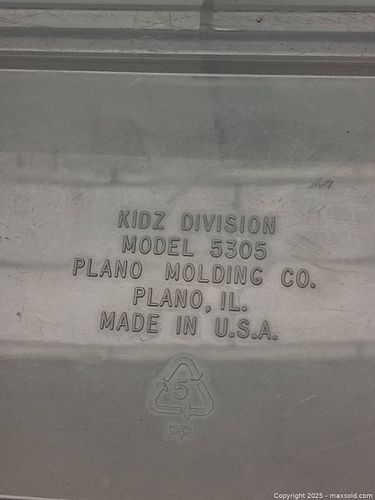 KIDZ DIVISION
MODEL 5305
PLANO MOLDING CO.
PLANO, IL.
MADE IN U.S.A.
5
PP
Copyright 2025 - maxsold.com